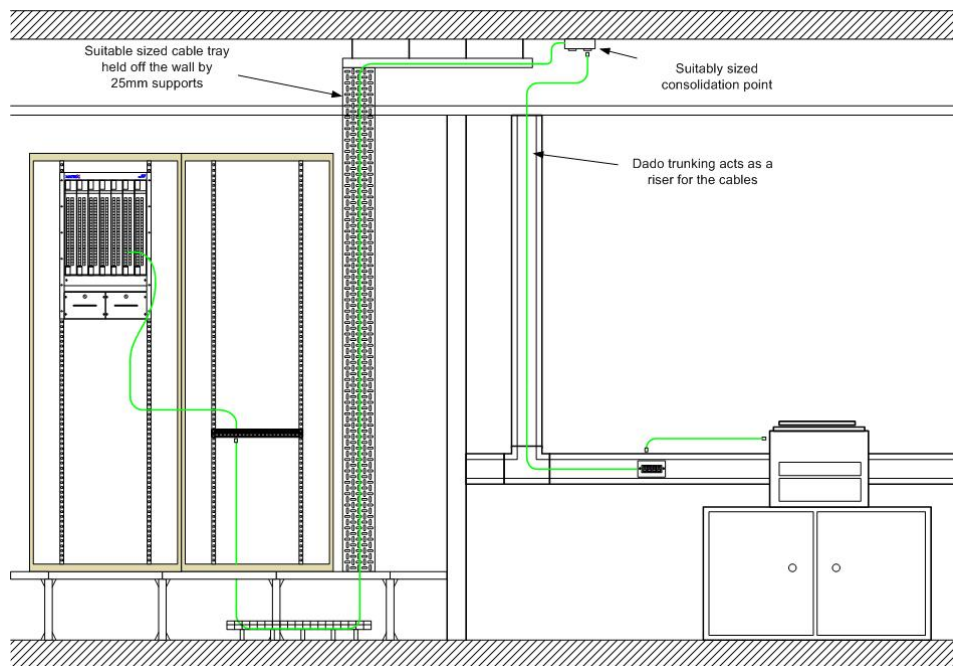 Suitable sized cable tray
held off the wall by
25mm supports
Suitably sized
consolidation point
Dado trunking acts as a
riser for the cables